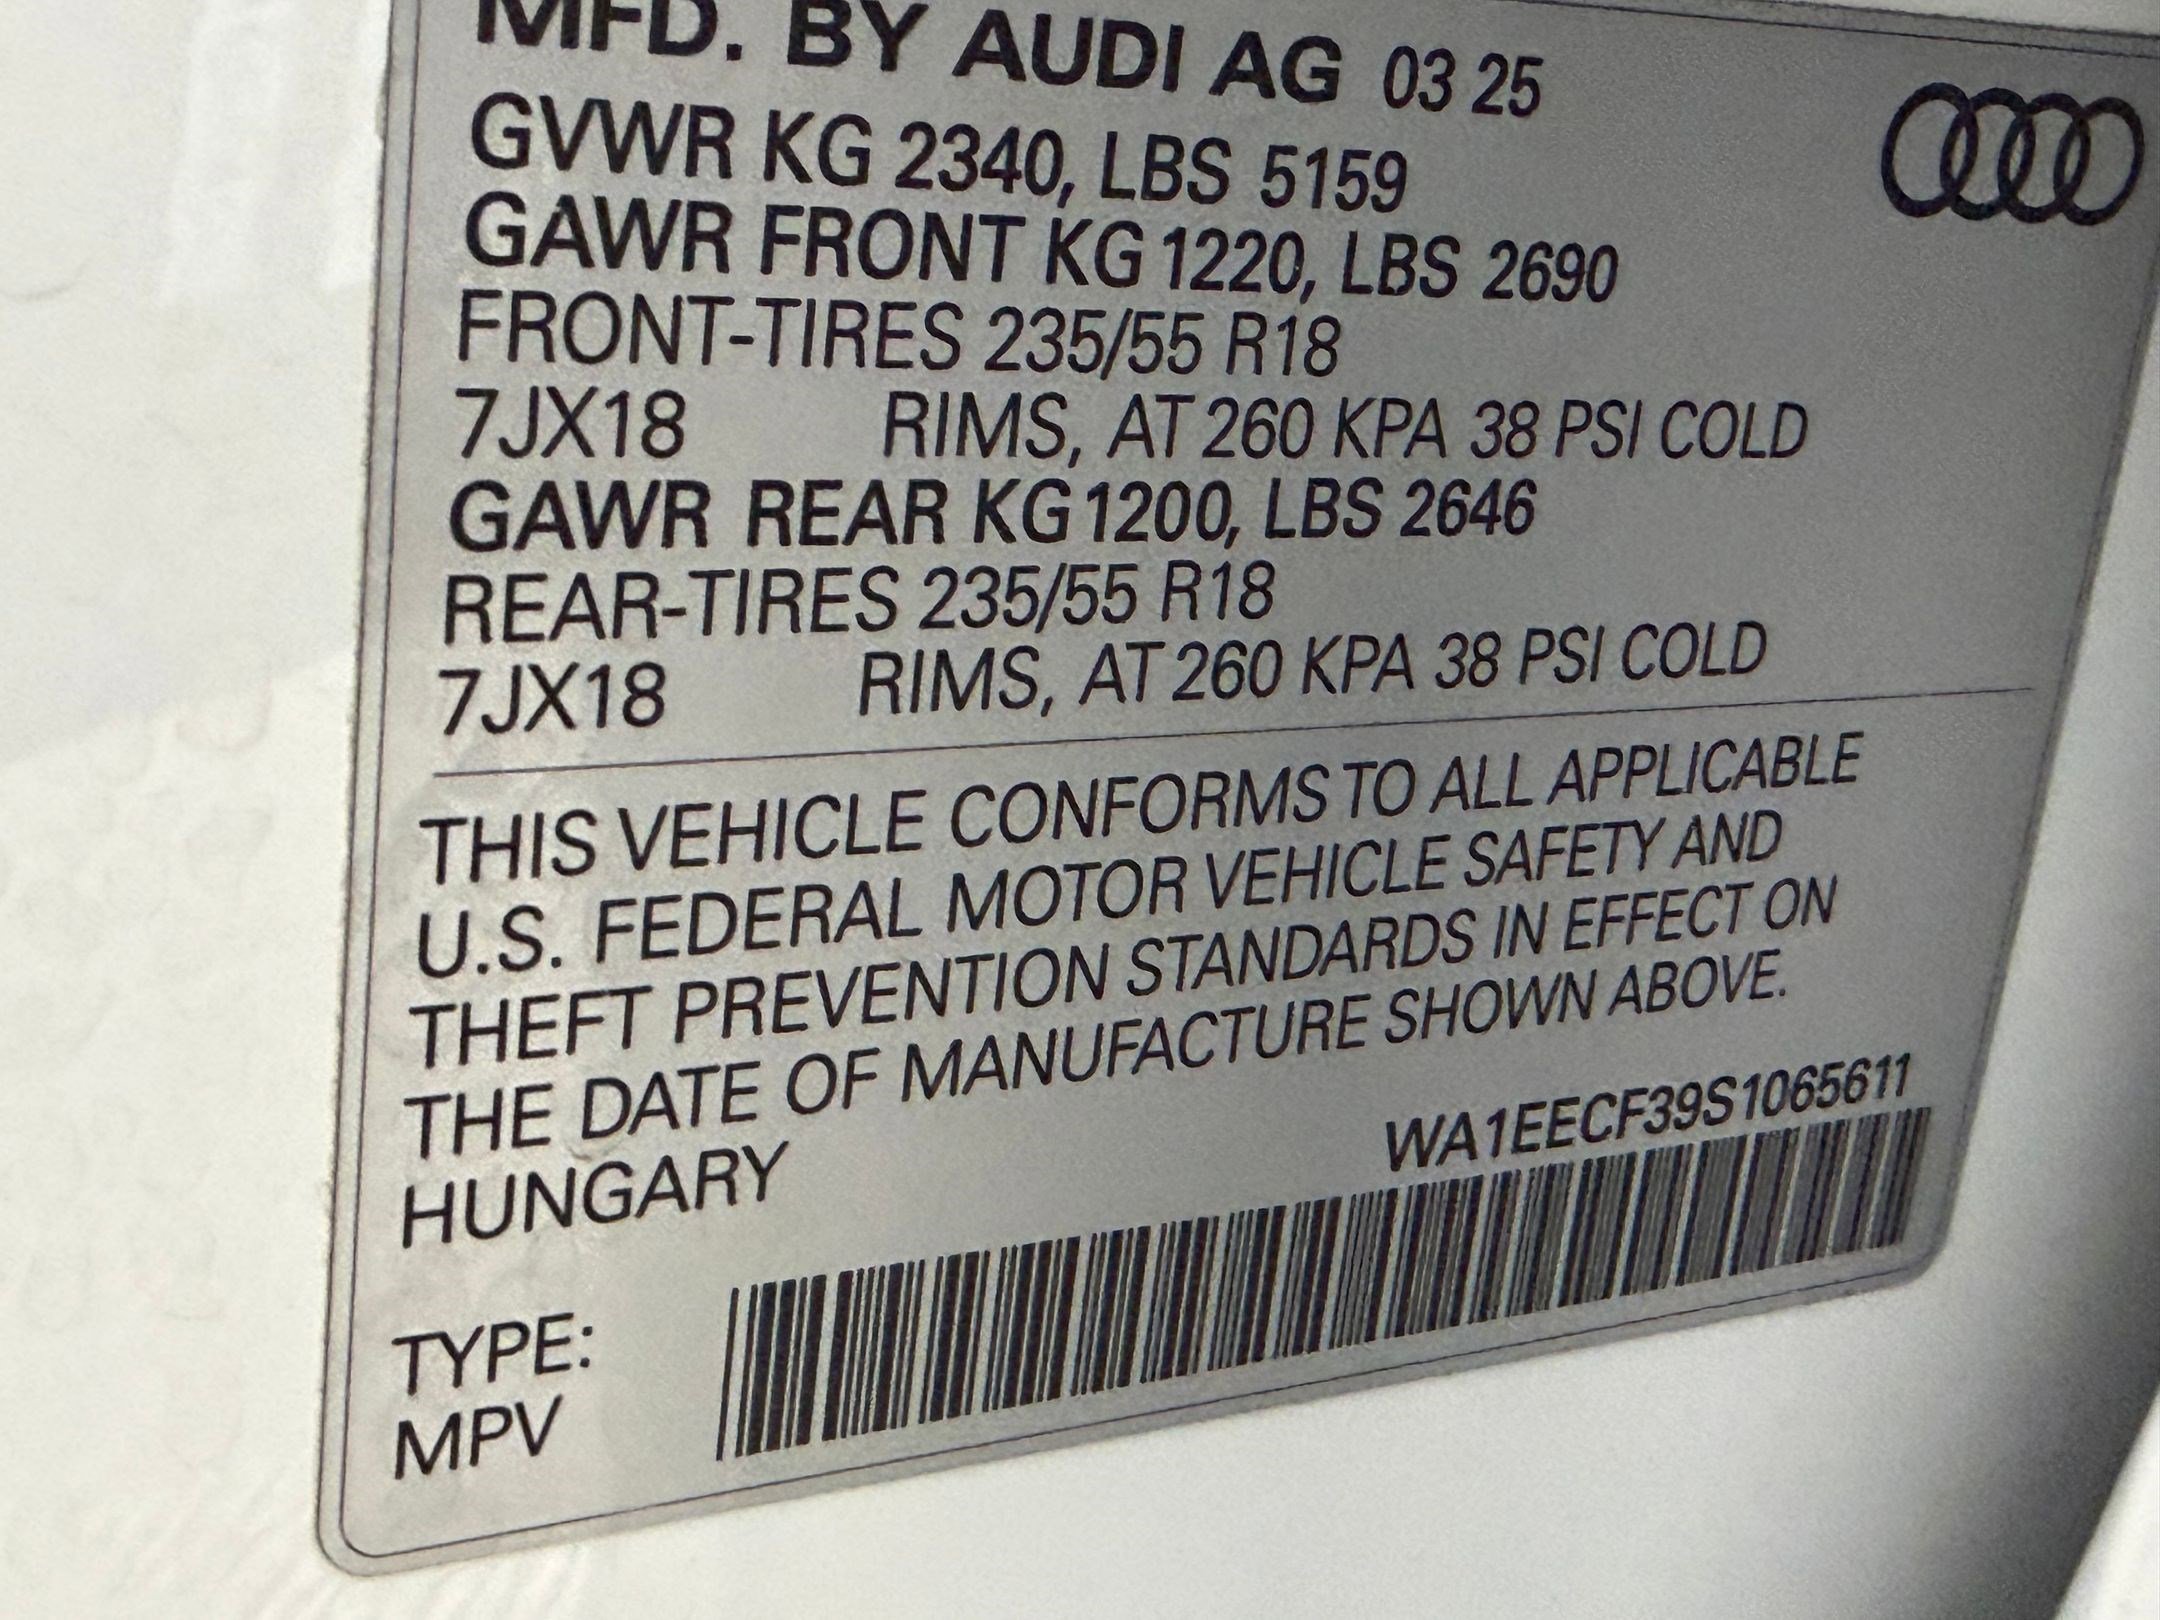 MFD. BY AUDI AG 03 25
GVWR KG 2340, LBS 5159
GAWR FRONT KG 1220, LBS 2690
FRONT-TIRES 235/55 R18
7JX18 RIMS, AT 260 KPA 38 PSI COLD
GAWR REAR KG 1200, LBS 2646
REAR-TIRES 235/55 R18
7JX18 RIMS, AT 260 KPA 38 PSI COLD
THIS VEHICLE CONFORMS TO ALL APPLICABLE
U.S. FEDERAL MOTOR VEHICLE SAFETY AND
THEFT PREVENTION STANDARDS IN EFFECT ON
THE DATE OF MANUFACTURE SHOWN ABOVE.
HUNGARY
WA1EECF39S1065611
TYPE:
MPV